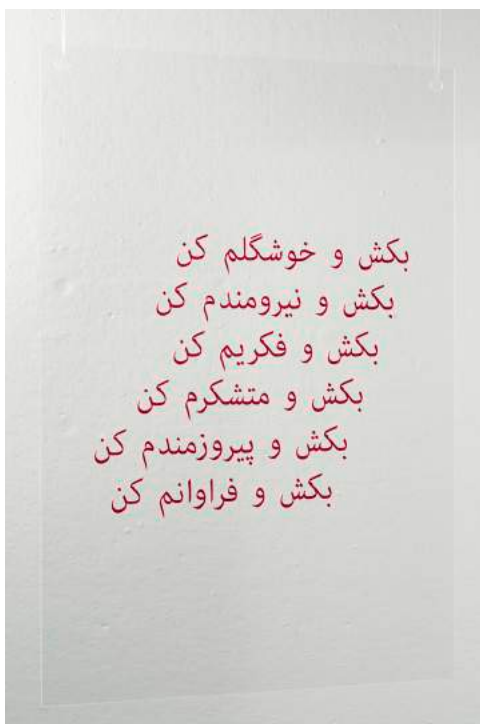 بکش و خوشگلم کن
بکش و نیرومندم کن
بکش و فکریم کن
بکش و متشکرم کن
بکش و پیروزمندم کن
بکش و فراوانم کن